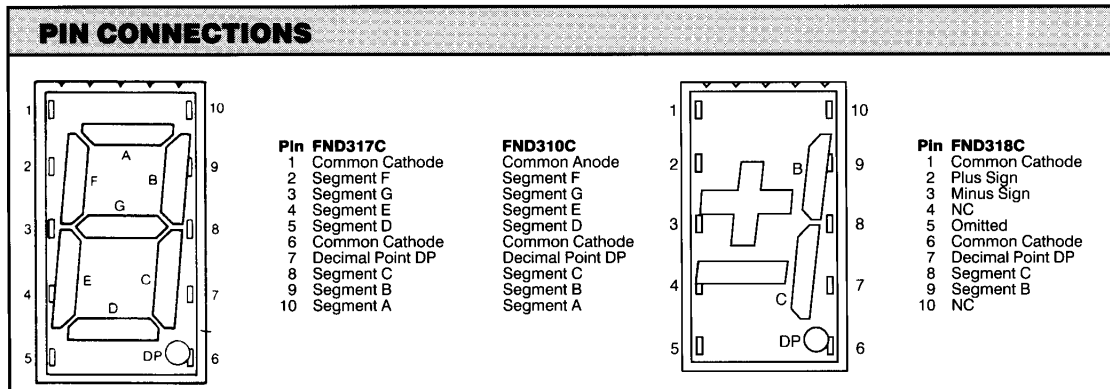 PIN CONNECTIONS
1
2
3
4
5
10
9
8
7
6
A
F
B
G
E
C
D
DP
Pin FND317C
1 Common Cathode
2 Segment F
3 Segment G
4 Segment E
5 Segment D
6 Common Cathode
7 Decimal Point DP
8 Segment C
9 Segment B
10 Segment A
FND310C
Common Anode
Segment F
Segment G
Segment E
Segment D
Common Cathode
Decimal Point DP
Segment C
Segment B
Segment A
1
2
3
4
5
10
9
8
7
6
B
C
DP
Pin FND318C
1 Common Cathode
2 Plus Sign
3 Minus Sign
4 NC
5 Omitted
6 Common Cathode
7 Decimal Point DP
8 Segment C
9 Segment B
10 NC